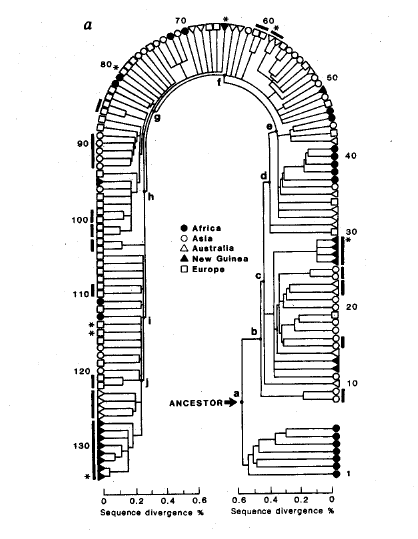 a
70
*
60
*
80
*
50
f
g
e
90
40
d
h
100
30
Africa
Asia
Australia
New Guinea
Europe
*
c
110
20
*
*
i
b
120
j
10
a
ANCESTOR
130
*
1
0 0.2 0.4 0.6
0.6 0.4 0.2 0
Sequence divergence %
Sequence divergence %